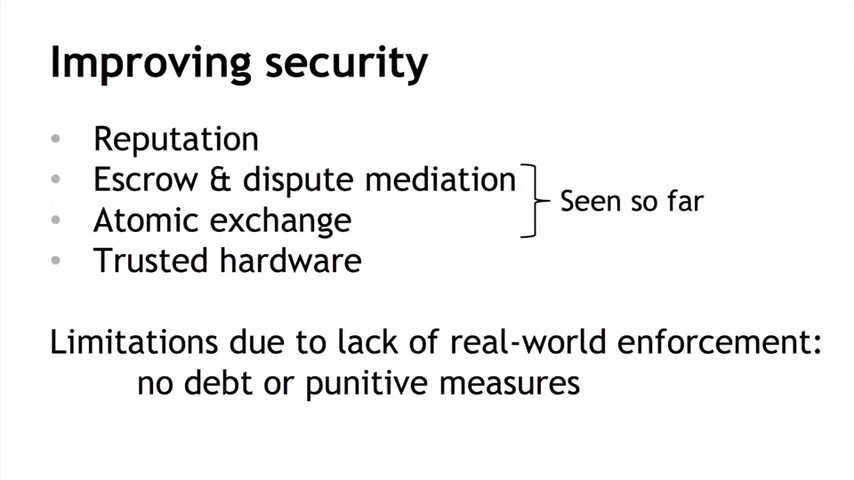 Improving security
• Reputation
• Escrow & dispute mediation
• Atomic exchange
Seen so far
• Trusted hardware
Limitations due to lack of real-world enforcement:
no debt or punitive measures